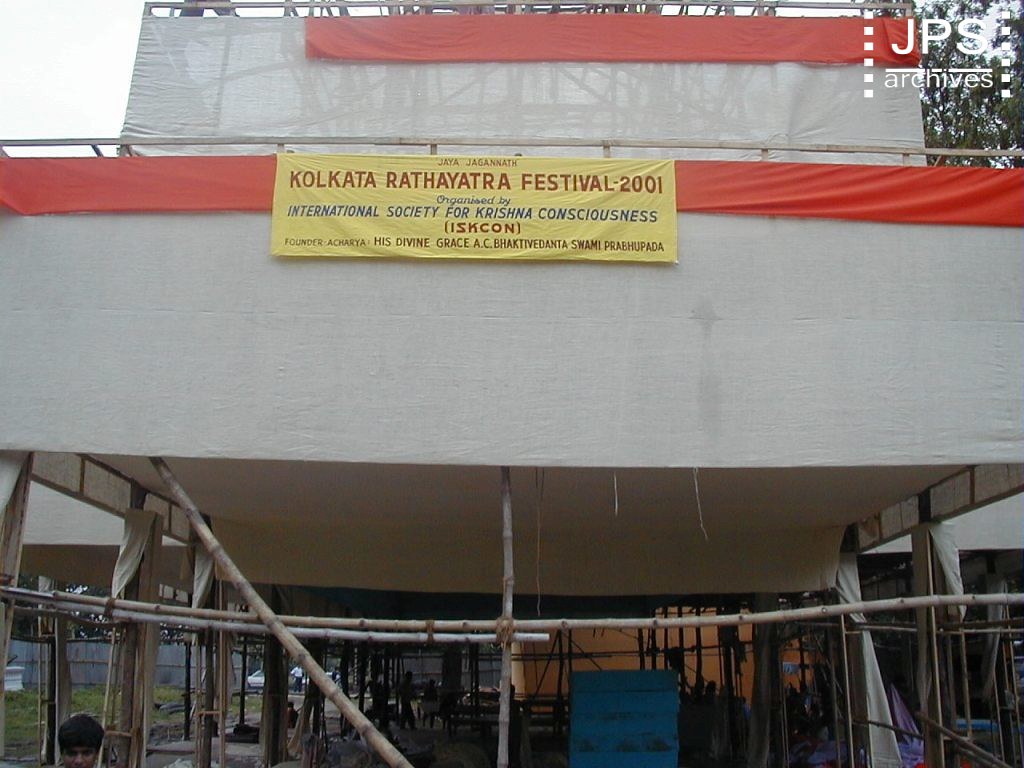 JPS
archives
JAYA JAGANNATH
KOLKATA RATHAYATRA FESTIVAL-2001
Organised by
INTERNATIONAL SOCIETY FOR KRISHNA CONSCIOUSNESS
(ISKCON)
FOUNDER-ACHARYA: HIS DIVINE GRACE A.C. BHAKTIVEDANTA SWAMI PRABHUPADA